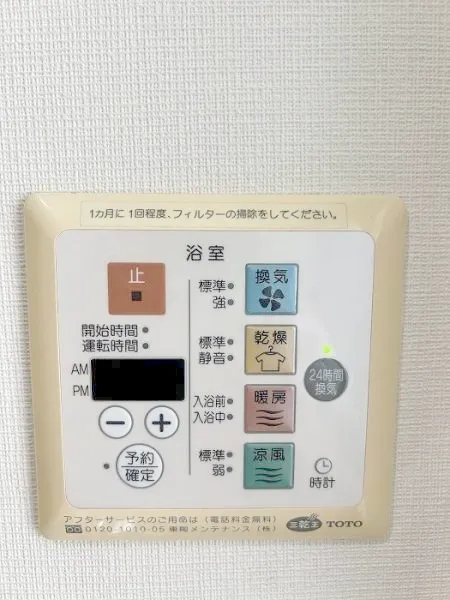 1カ月に1回程度、フィルターの掃除をしてください。
浴室
止
換気
標準
強
開始時間
運転時間
乾燥
標準
静音
AM
PM
24時間
換気
暖房
入浴前
入浴中
− +
予約
確定
涼風
標準
弱
時計
アフターサービスのご用命は(電話料金無料)
0120-1010-05 東陶メンテナンス(株)
三乾王 TOTO